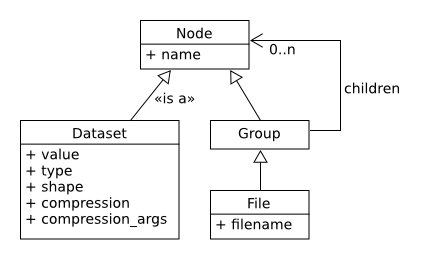 Node
+ name
0..n
children
«is a»
Dataset
+ value
+ type
+ shape
+ compression
+ compression_args
Group
File
+ filename